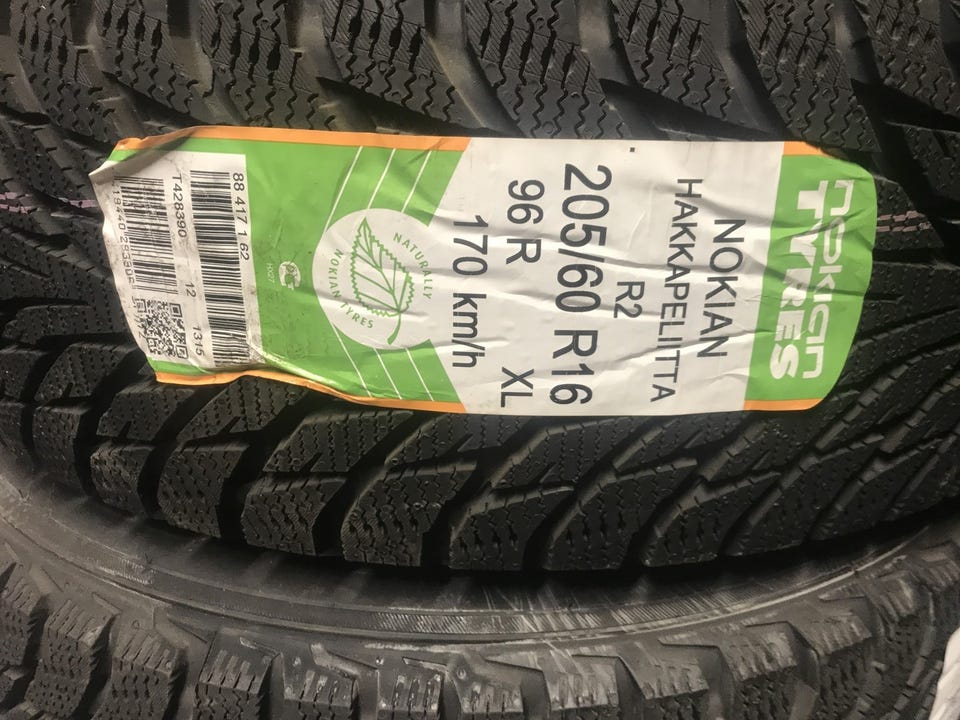 nokian
TYRES
NOKIAN
HAKKAPELIITTA
R2
205/60 R16
96 R XL
170 km/h
NATURALLY
NOKIAN TYRES
88 417 1 62
T428390 12 1315